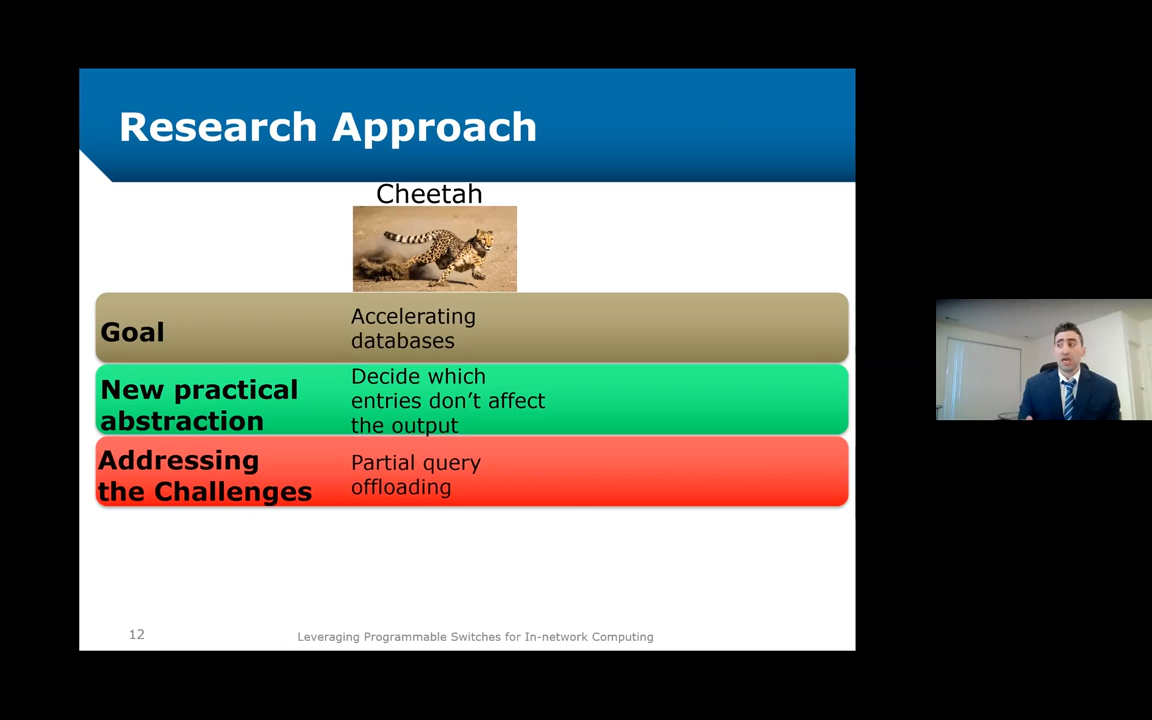 Research Approach
Cheetah
Goal
Accelerating
databases
New practical
abstraction
Decide which
entries don't affect
the output
Addressing
the Challenges
Partial query
offloading
12
Leveraging Programmable Switches for In-network Computing